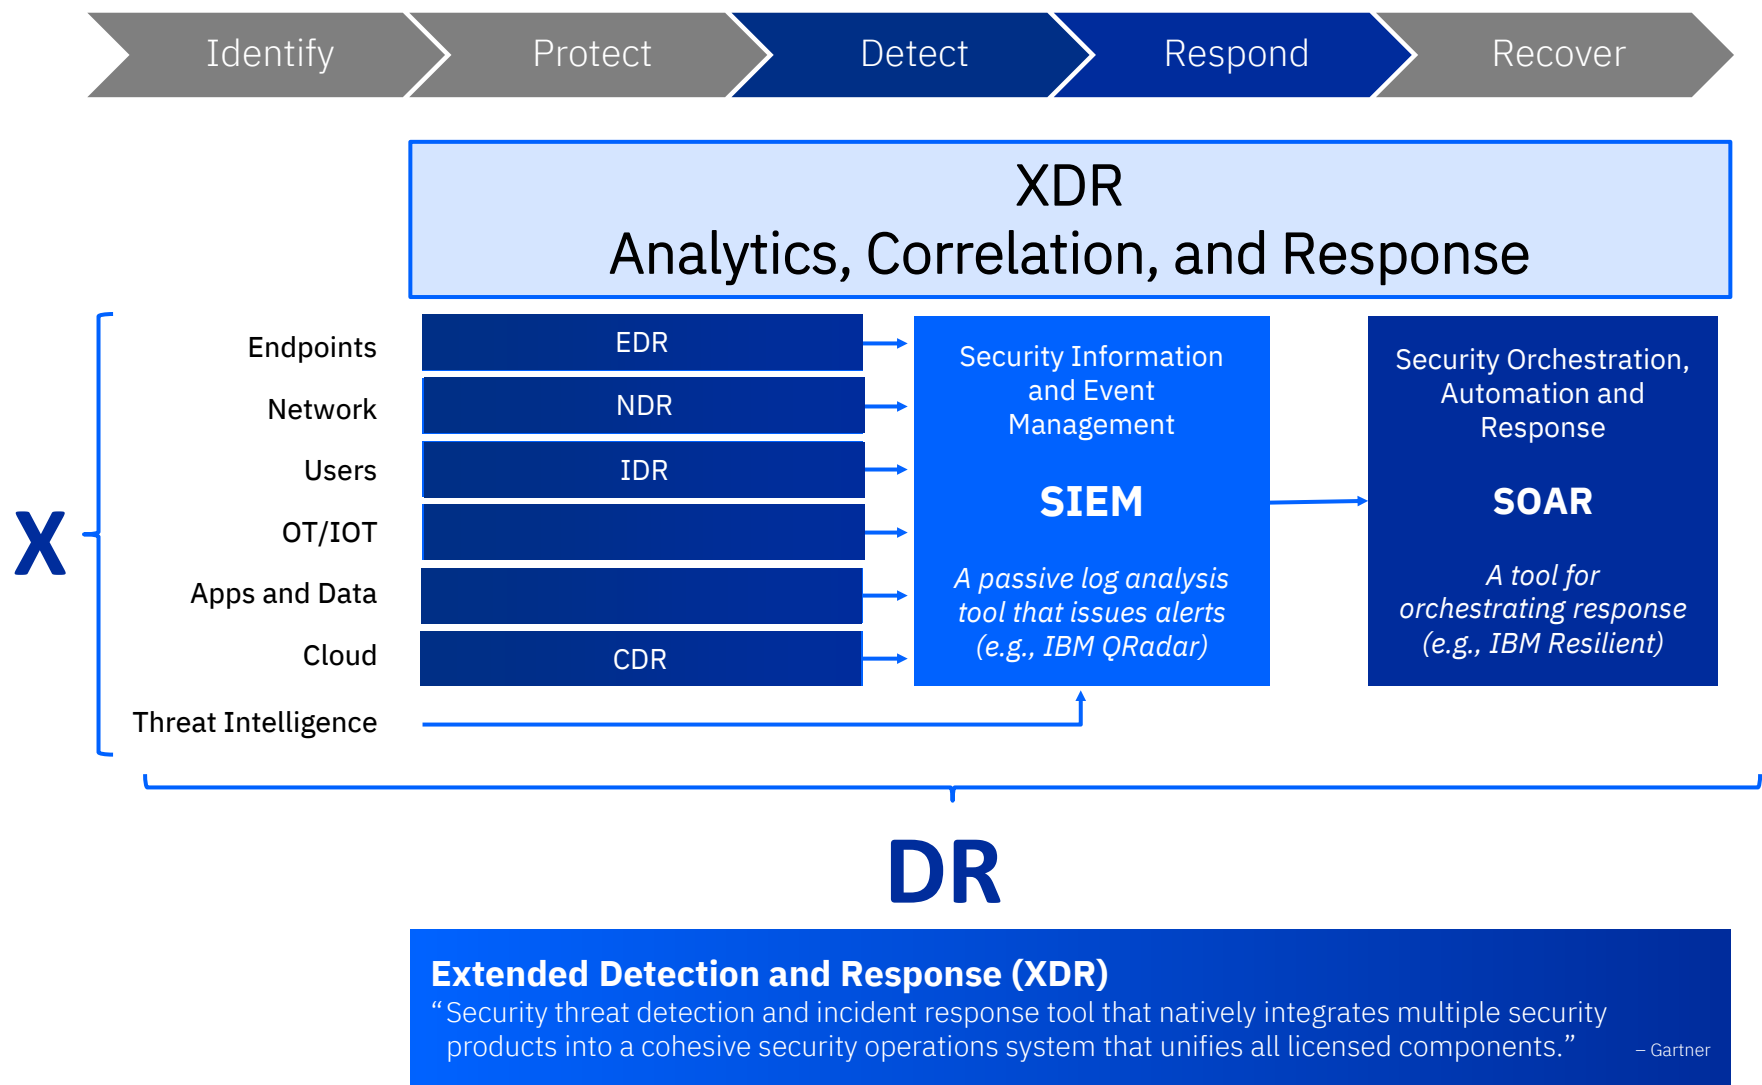 Identify
Protect
Detect
Respond
Recover
XDR
Analytics, Correlation, and Response
X
Endpoints
Network
Users
OT/IOT
Apps and Data
Cloud
Threat Intelligence
EDR
NDR
IDR
CDR
Security Information
and Event
Management
SIEM
A passive log analysis
tool that issues alerts
(e.g., IBM QRadar)
Security Orchestration,
Automation and
Response
SOAR
A tool for
orchestrating response
(e.g., IBM Resilient)
DR
Extended Detection and Response (XDR)
“Security threat detection and incident response tool that natively integrates multiple security
products into a cohesive security operations system that unifies all licensed components.”
– Gartner